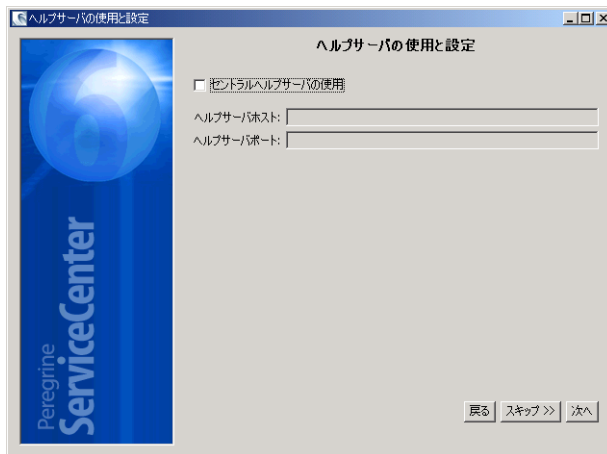 ヘルプサーバの使用と設定
ヘルプサーバの使用と設定
セントラルヘルプサーバの使用
ヘルプサーバホスト:
ヘルプサーバポート:
6
Peregrine
ServiceCenter
戻る
スキップ >>
次へ